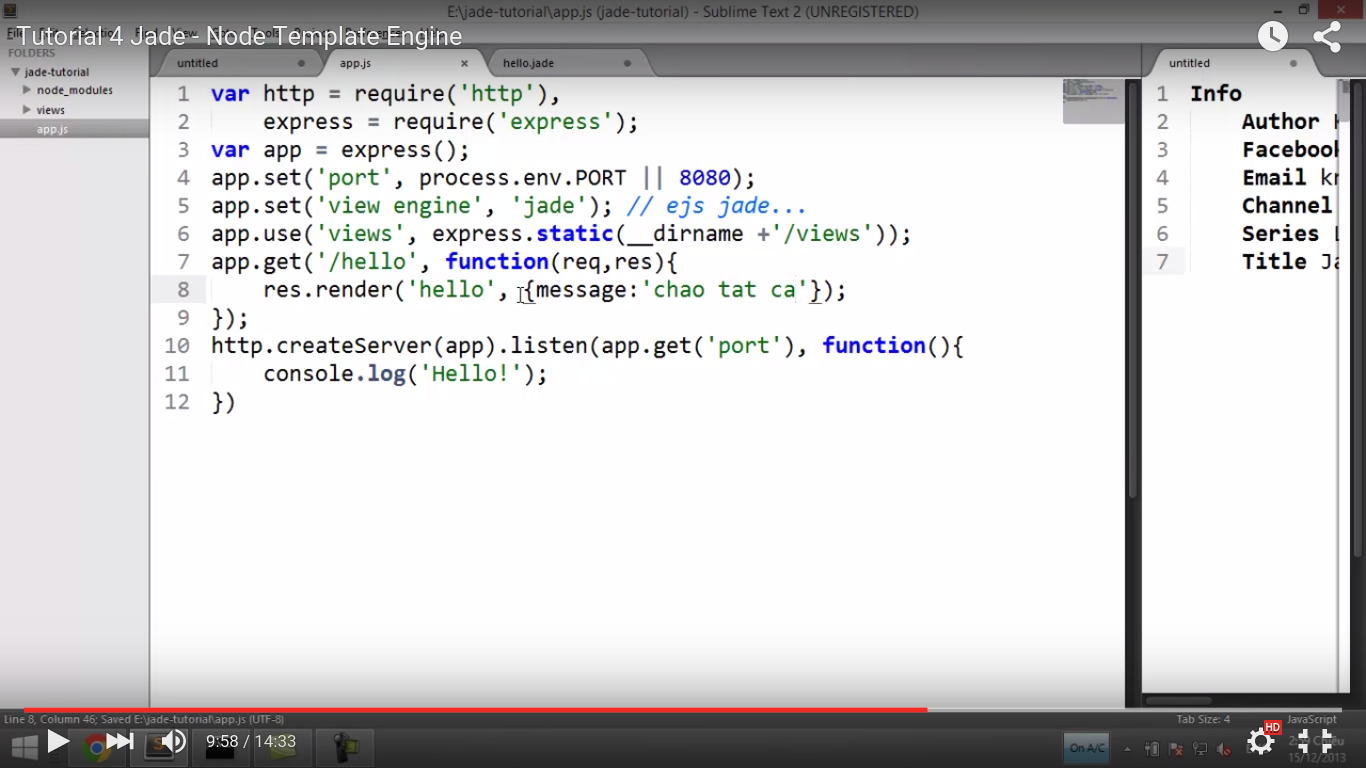 E:\jade-tutorial\app.js (jade-tutorial) - Sublime Text 2 (UNREGISTERED)
Tutorial 4 Jade - Node Template Engine
FOLDERS
jade-tutorial
node_modules
views
app.js
untitled
app.js
hello.jade
untitled
1 var http = require('http'),
2 express = require('express');
3 var app = express();
4 app.set('port', process.env.PORT || 8080);
5 app.set('view engine', 'jade'); // ejs jade...
6 app.use('views', express.static(__dirname +'/views'));
7 app.get('/hello', function(req,res){
8 res.render('hello', {message:'chao tat ca'});
9 });
10 http.createServer(app).listen(app.get('port'), function(){
11 console.log('Hello!');
12 })
1 Info
2 Author
3 Facebook
4 Email kr
5 Channel
6 Series
7 Title Ja
Line 8, Column 46; Saved E:\jade-tutorial\app.js (UTF-8)
Tab Size: 4
JavaScript
9:58 / 14:33
On A/C
HD
15/12/2013